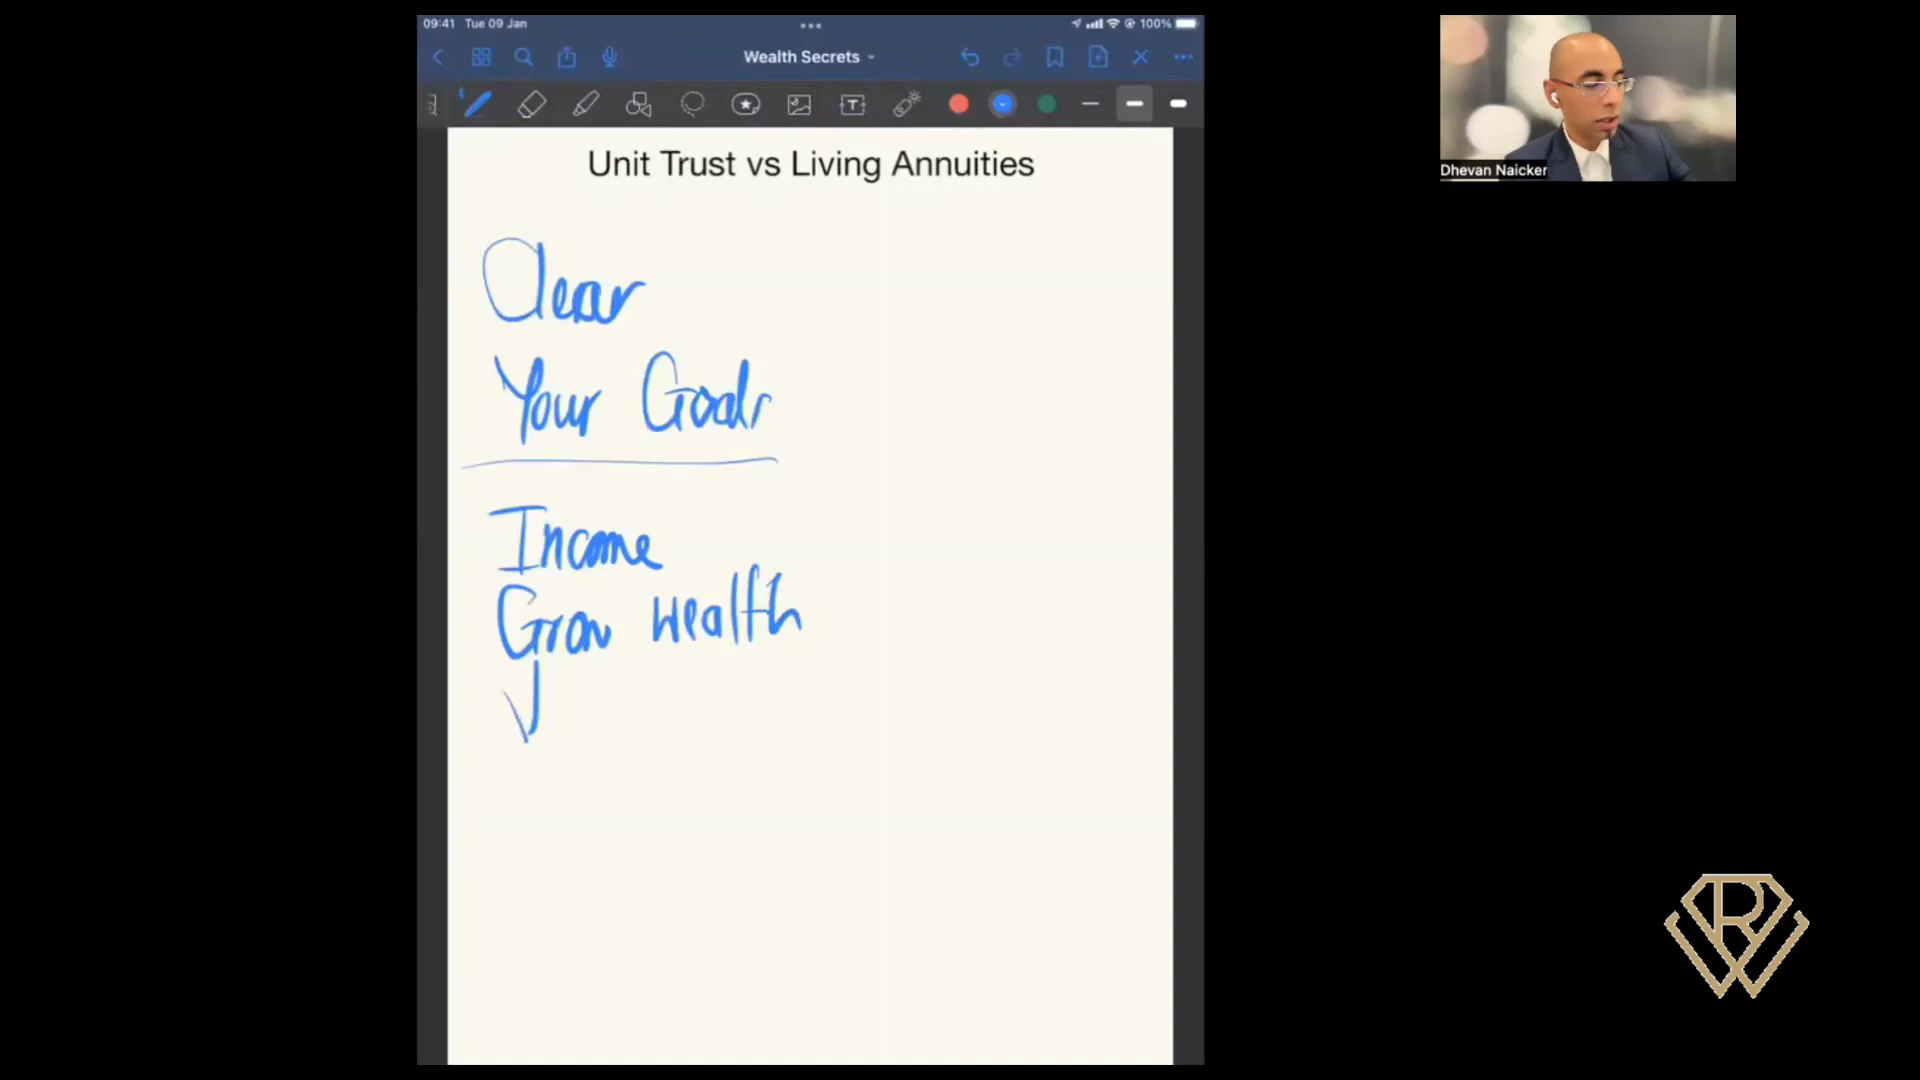 09:41 Tue 09 Jan
100%
Wealth Secrets
Dhevan Naicker
Unit Trust vs Living Annuities
Clear
Your Goals
Income
Grow wealth
RW